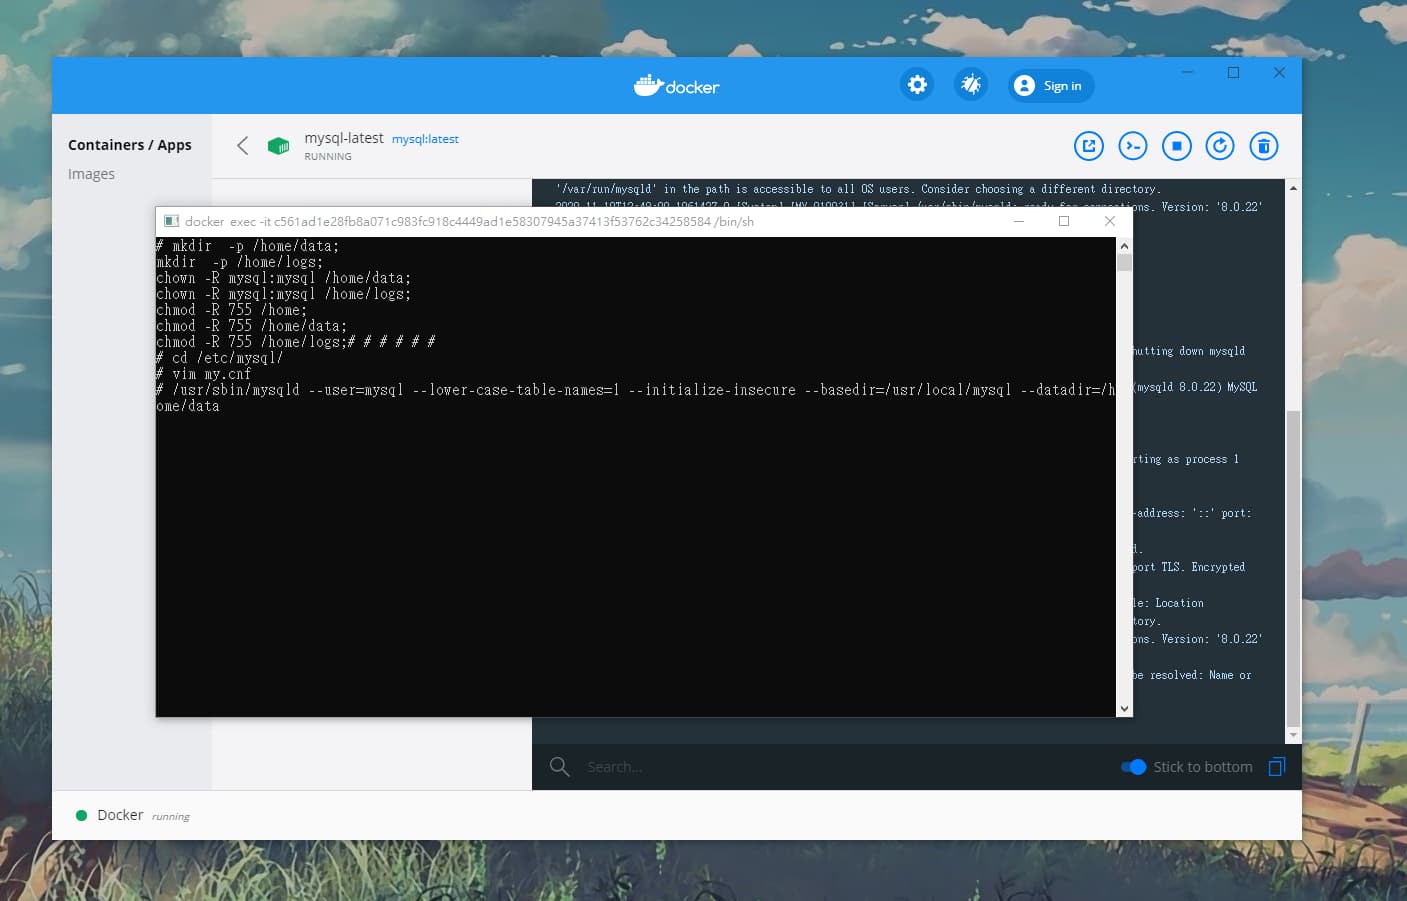 docker
Sign in
Containers / Apps
Images
mysql-latest mysql:latest
RUNNING
'/var/run/mysqld' in the path is accessible to all OS users. Consider choosing a different directory.
ons. Version: '8.0.22'
docker exec -it c561ad1e28fb8a071c983fc918c4449ad1e58307945a37413f53762c34258584 /bin/sh
# mkdir  -p /home/data;
mkdir  -p /home/logs;
chown -R mysql:mysql /home/data;
chown -R mysql:mysql /home/logs;
chmod -R 755 /home;
chmod -R 755 /home/data;
chmod -R 755 /home/logs;# # # # # #
# cd /etc/mysql/
# vim my.cnf
# /usr/sbin/mysqld --user=mysql --lower-case-table-names=1 --initialize-insecure --basedir=/usr/local/mysql --datadir=/h
ome/data
hutting down mysqld
(mysqld 8.0.22) MySQL
rting as process 1
-address: '::' port:
d.
port TLS. Encrypted
le: Location
tory.
ons. Version: '8.0.22'
be resolved: Name or
Search...
Stick to bottom
Docker running